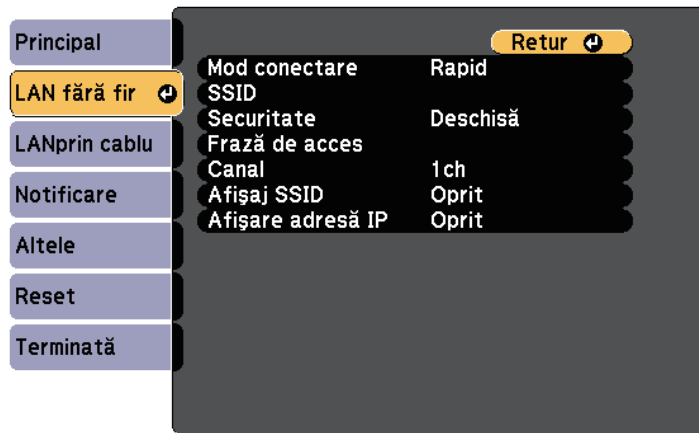 Principal
LAN fără fir
LANprin cablu
Notificare
Altele
Reset
Terminată
Retur
Mod conectare Rapid
SSID
Securitate Deschisă
Frază de acces
Canal 1ch
Afişaj SSID Oprit
Afişare adresă IP Oprit